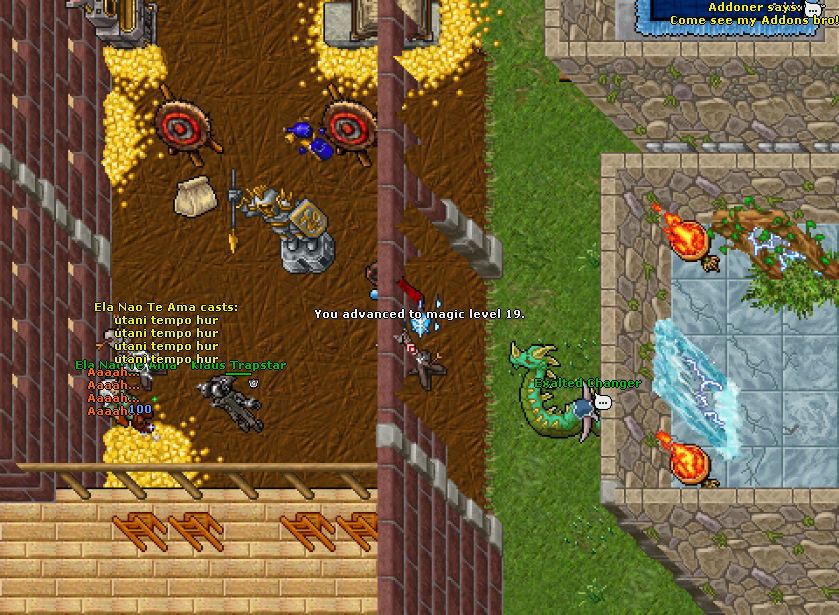 Addoner says:
Come see my Addons bro!
Ela Nao Te Ama casts:
utani tempo hur
utani tempo hur
utani tempo hur
utani tempo hur
You advanced to magic level 19.
Ela Nao Te Ama
Klaus Trapstar
Aaaah...
Aaaah...
Aaaah...
Aaaah...
100
Exalted Changer